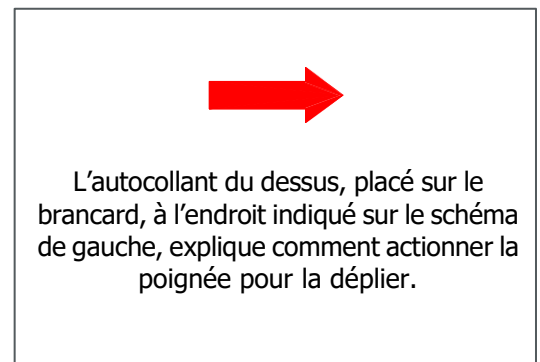 L’autocollant du dessus, placé sur le
brancard, à l’endroit indiqué sur le schéma
de gauche, explique comment actionner la
poignée pour la déplier.